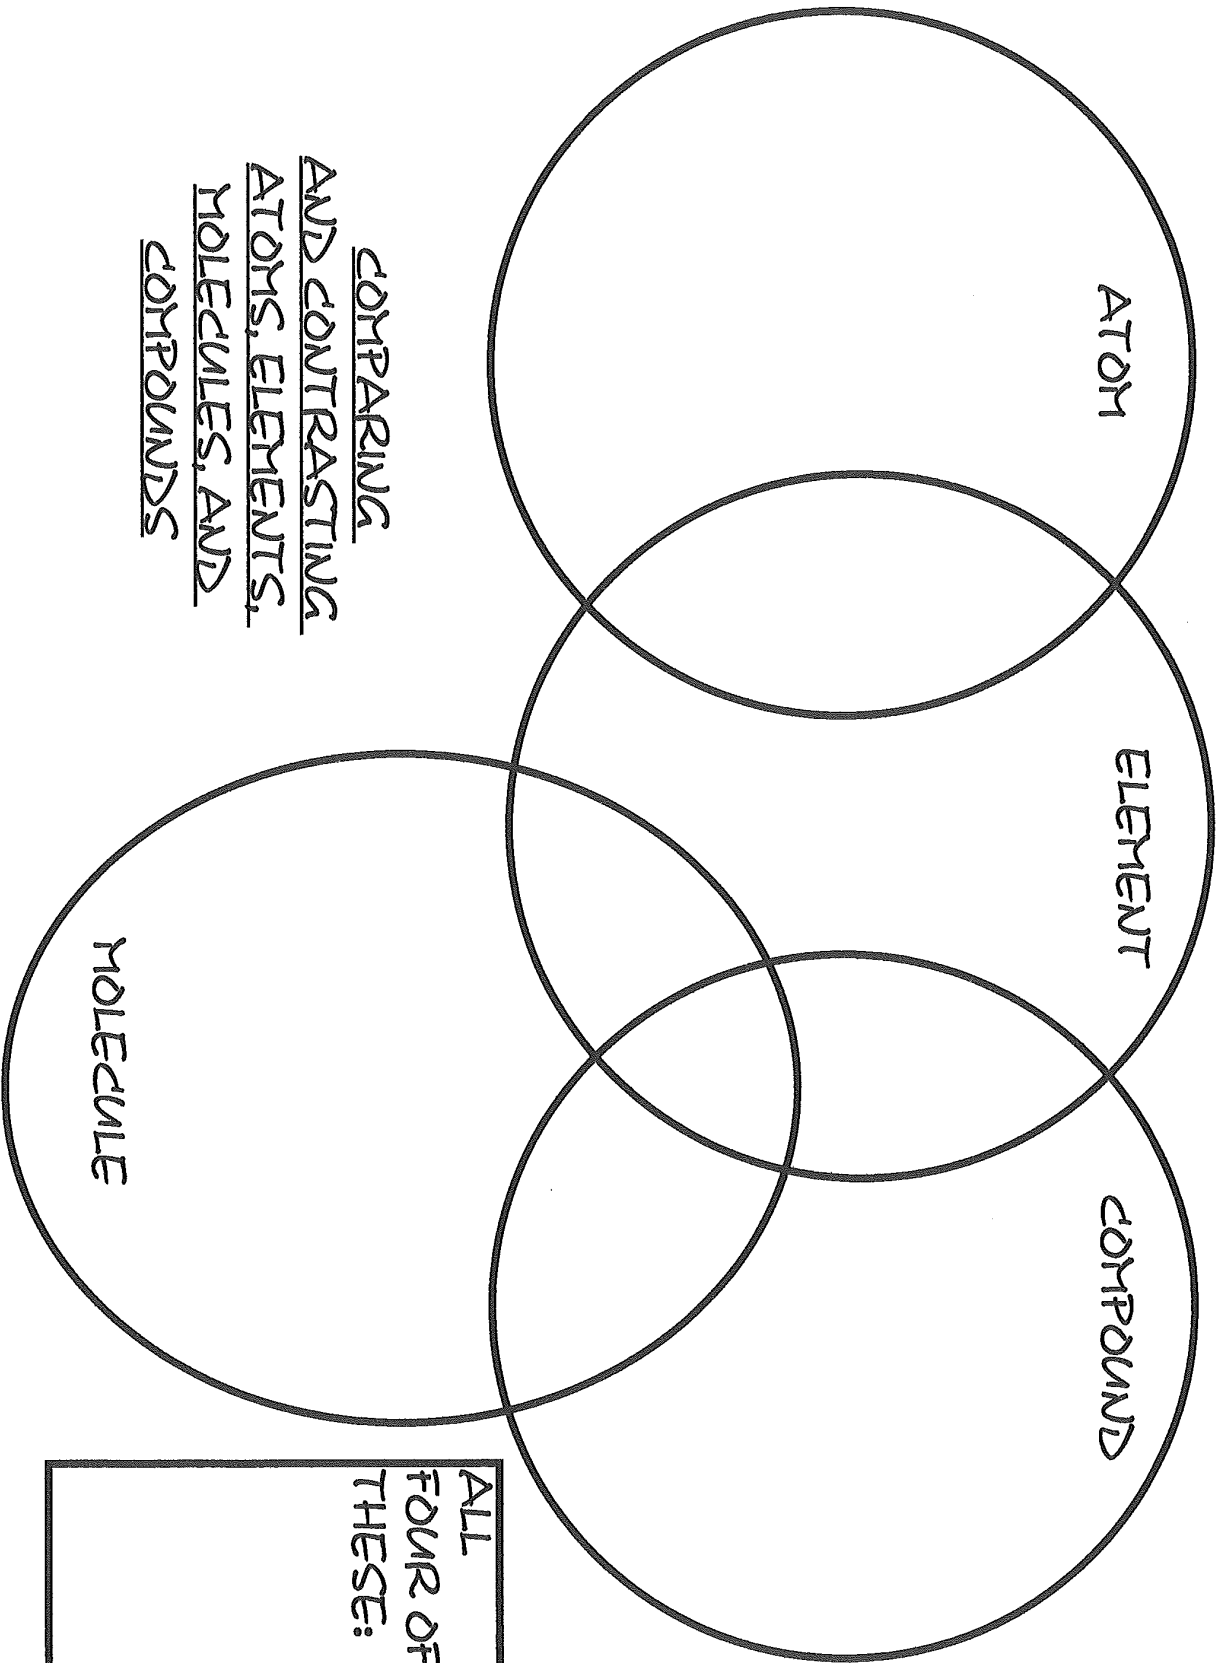 ATOM
ELEMENT
COMPOUND
COMPARING
AND CONTRASTING
ATOMS, ELEMENTS,
MOLECULES, AND
COMPOUNDS
MOLECULE
ALL
FOUR OF
THESE: